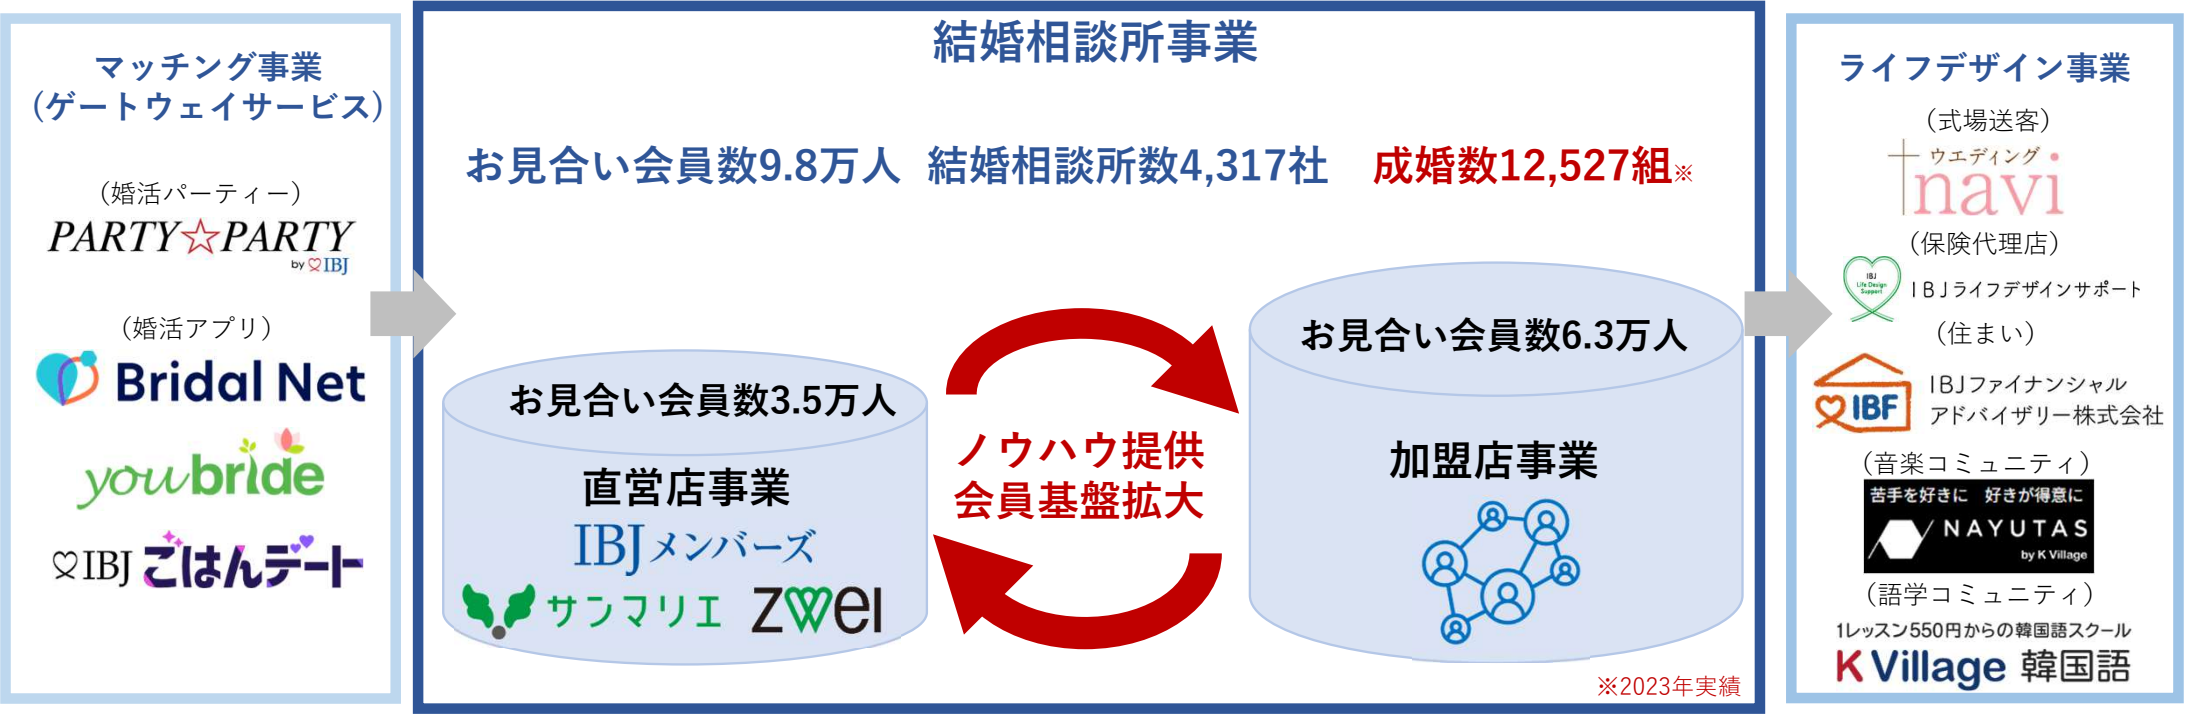 マッチング事業
(ゲートウェイサービス)
（婚活パーティー）
PARTY☆PARTY
by IBJ
（婚活アプリ）
Bridal Net
youbride
IBJ ごはんデート
結婚相談所事業
お見合い会員数9.8万人 結婚相談所数4,317社 成婚数12,527組※
お見合い会員数3.5万人
直営店事業
IBJメンバーズ
サンマリエ ZWEI
ノウハウ提供
会員基盤拡大
お見合い会員数6.3万人
加盟店事業
※2023年実績
ライフデザイン事業
（式場送客）
ウエディング
navi
（保険代理店）
IBJ
Life Design
Support
IBJライフデザインサポート
（住まい）
IBF
IBJファイナンシャル
アドバイザリー株式会社
（音楽コミュニティ）
苦手を好きに 好きが得意に
NAYUTAS
by K Village
（語学コミュニティ）
1レッスン550円からの韓国語スクール
K Village 韓国語